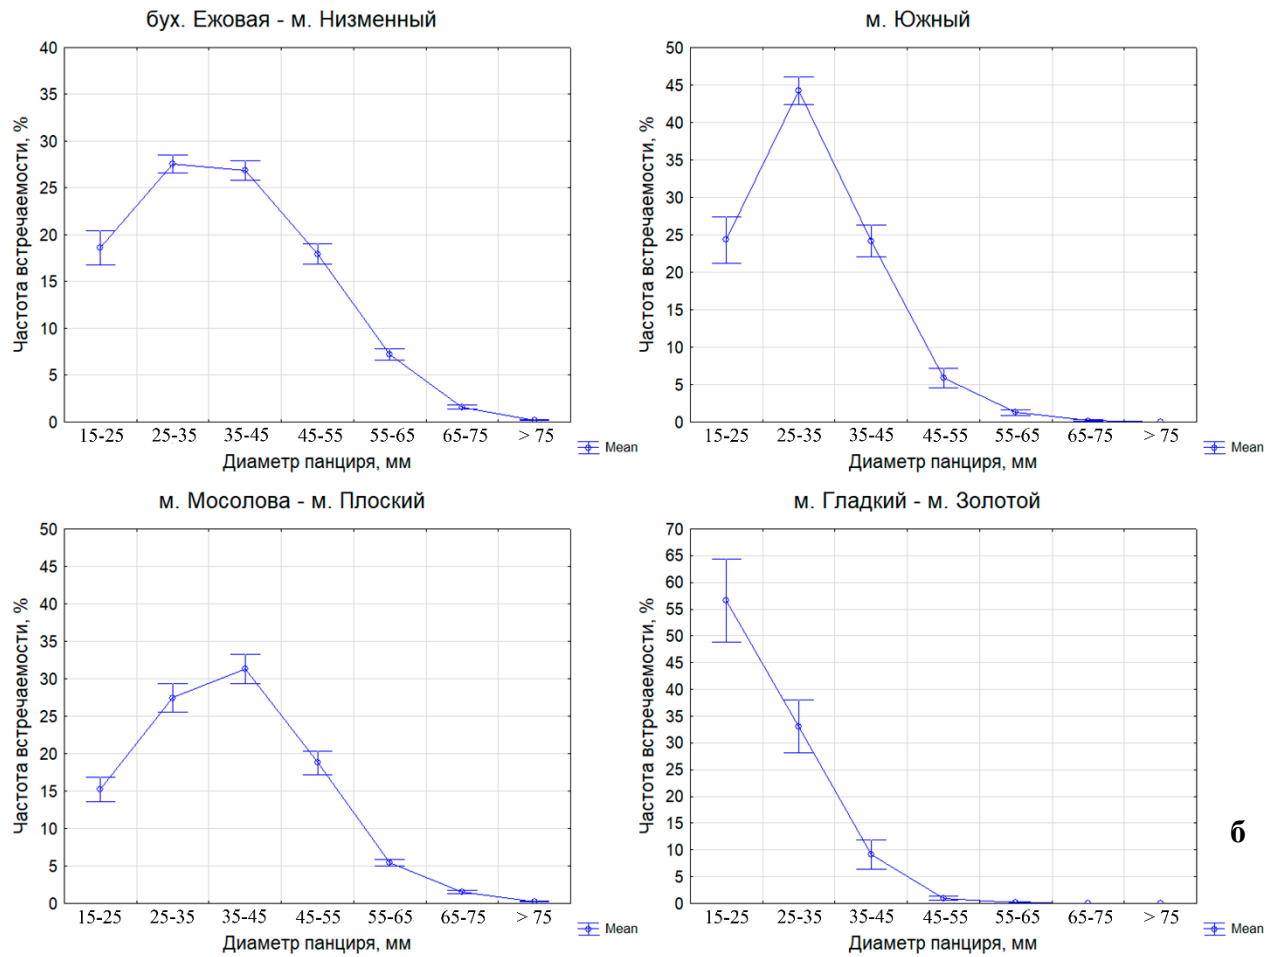 бух. Ежовая - м. Низменный
40
35
30
25
20
15
10
5
0
Частота встречаемости, %
15-25 25-35 35-45 45-55 55-65 65-75 > 75
Диаметр панциря, мм
Mean
м. Южный
50
45
40
35
30
25
20
15
10
5
0
Частота встречаемости, %
15-25 25-35 35-45 45-55 55-65 65-75 > 75
Диаметр панциря, мм
Mean
м. Мосолова - м. Плоский
50
45
40
35
30
25
20
15
10
5
0
Частота встречаемости, %
15-25 25-35 35-45 45-55 55-65 65-75 > 75
Диаметр панциря, мм
Mean
м. Гладкий - м. Золотой
70
65
60
55
50
45
40
35
30
25
20
15
10
5
0
Частота встречаемости, %
15-25 25-35 35-45 45-55 55-65 65-75 > 75
Диаметр панциря, мм
Mean
б